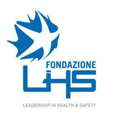 FONDAZIONE
LHS
LEADERSHIP IN HEALTH & SAFETY